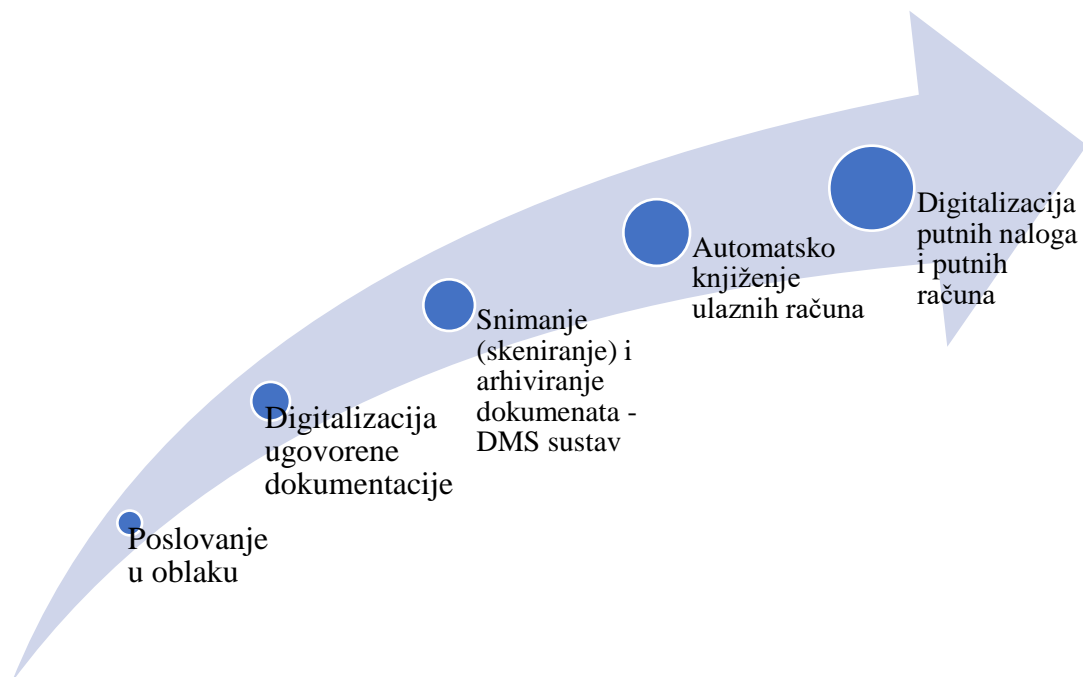 Poslovanje
u oblaku
Digitalizacija
ugovorene
dokumentacije
Snimanje
(skeniranje) i
arhiviranje
dokumenata -
DMS sustav
Automatsko
knjiženje
ulaznih računa
Digitalizacija
putnih naloga
i putnih
računa